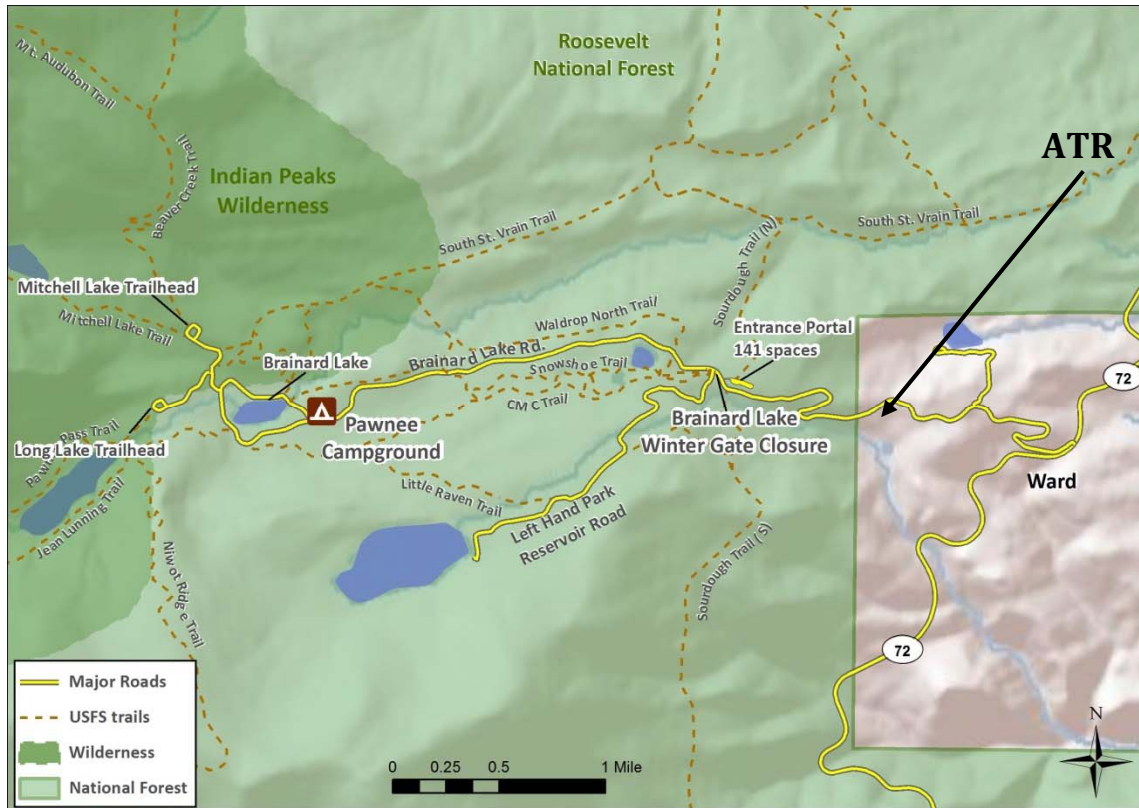 Roosevelt
National Forest
Mt. Audubon Trail
ATR
Beaver Creek Trail
Indian Peaks
Wilderness
South St. Vrain Trail
South St. Vrain Trail
Sourdough Trail (N)
Mitchell Lake Trailhead
Mitchell Lake Trail
Waldrop North Trail
Entrance Portal
141 spaces
Brainard Lake
Brainard Lake Rd.
Snowshoe Trail
CMC Trail
72
Pawnee
Campground
Brainard Lake
Winter Gate Closure
Pass Trail
Long Lake Trailhead
Ward
Little Raven Trail
Jean Lunning Trail
Left Hand Park
Reservoir Road
Niwot Ridge Trail
Sourdough Trail (S)
72
Major Roads
USFS trails
Wilderness
National Forest
N
0 0.25 0.5 1 Mile